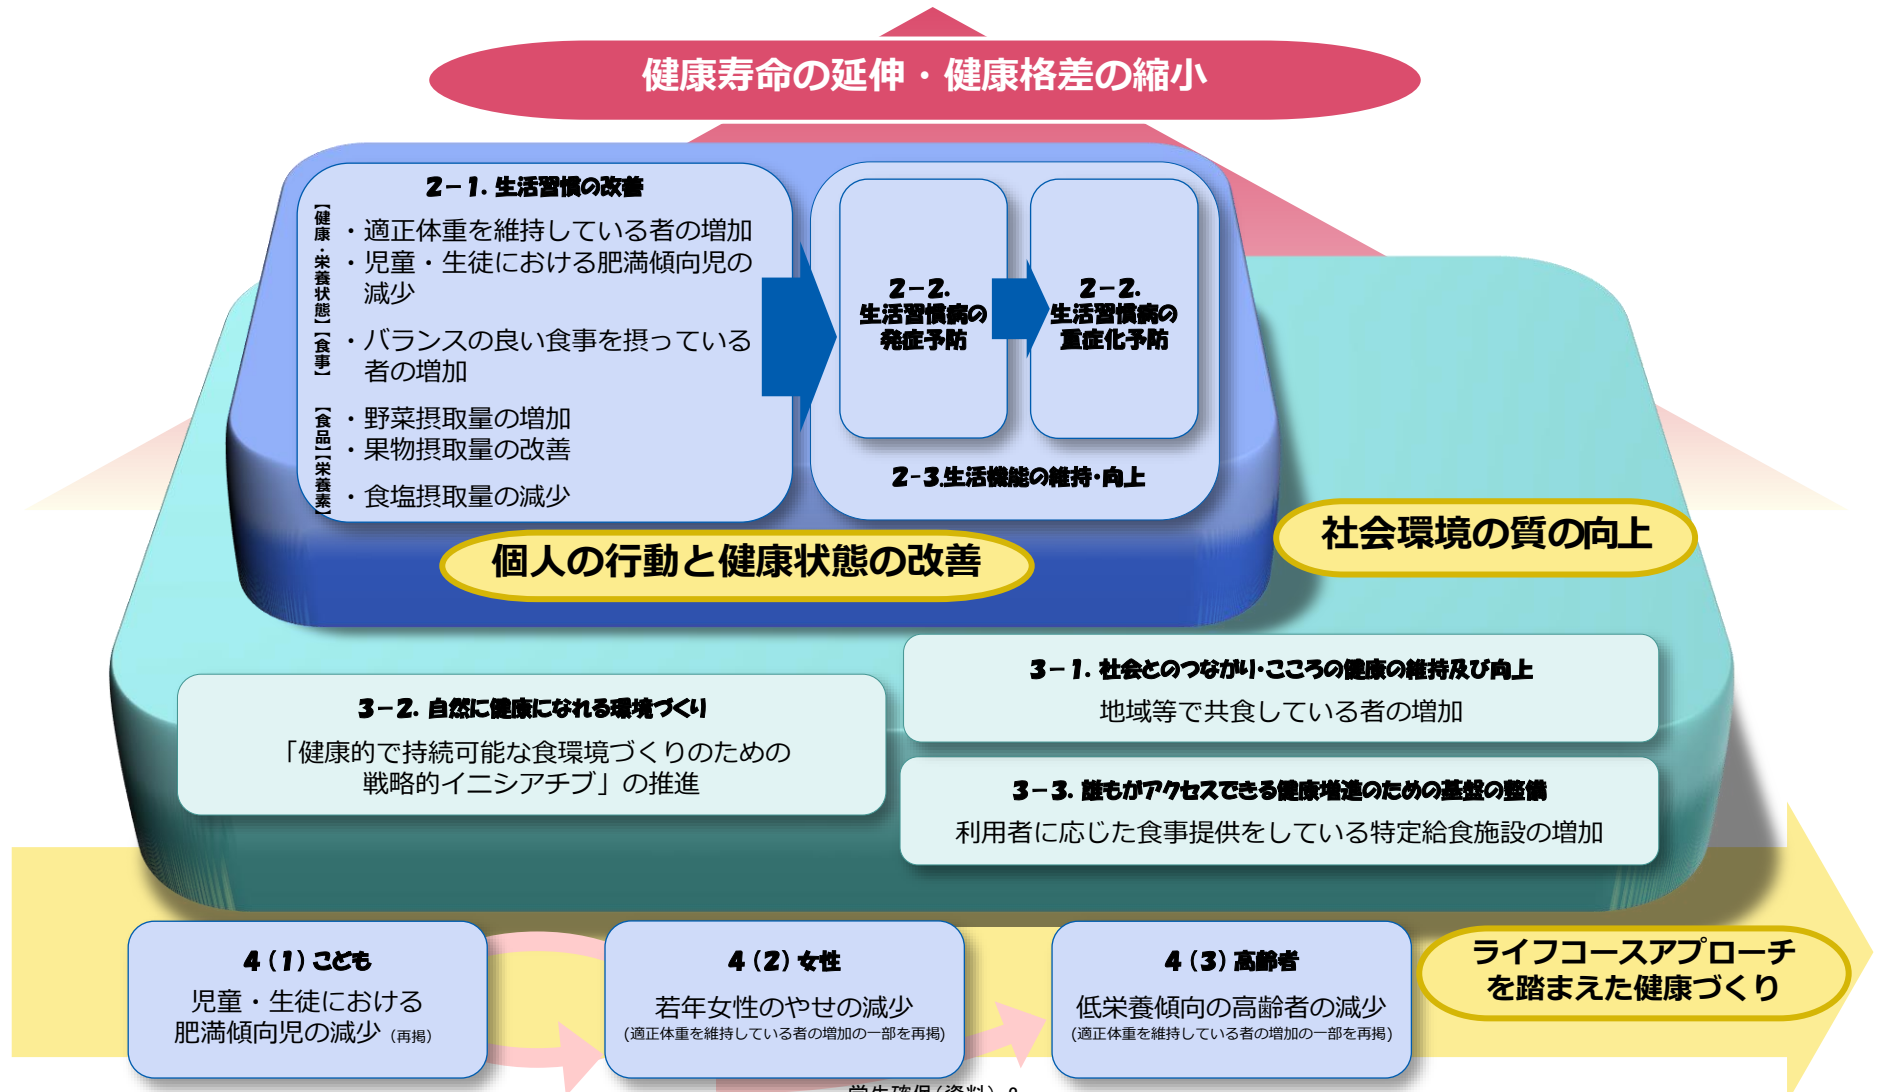 健康寿命の延伸・健康格差の縮小
2－1. 生活習慣の改善
【健康・栄養状態】
・適正体重を維持している者の増加
・児童・生徒における肥満傾向児の
減少
【食事】
・バランスの良い食事を摂っている
者の増加
【食品】
・野菜摂取量の増加
・果物摂取量の改善
【栄養素】
・食塩摂取量の減少
2－2.
生活習慣病の
発症予防
2－2.
生活習慣病の
重症化予防
2-3.生活機能の維持・向上
個人の行動と健康状態の改善
社会環境の質の向上
3－1. 社会とのつながり・こころの健康の維持及び向上
地域等で共食している者の増加
3－2. 自然に健康になれる環境づくり
「健康的で持続可能な食環境づくりのための
戦略的イニシアチブ」の推進
3－3. 誰もがアクセスできる健康増進のための基盤の整備
利用者に応じた食事提供をしている特定給食施設の増加
4（1）こども
児童・生徒における
肥満傾向児の減少（再掲）
4（2）女性
若年女性のやせの減少
(適正体重を維持している者の増加の一部を再掲)
4（3）高齢者
低栄養傾向の高齢者の減少
(適正体重を維持している者の増加の一部を再掲)
ライフコースアプローチ
を踏まえた健康づくり